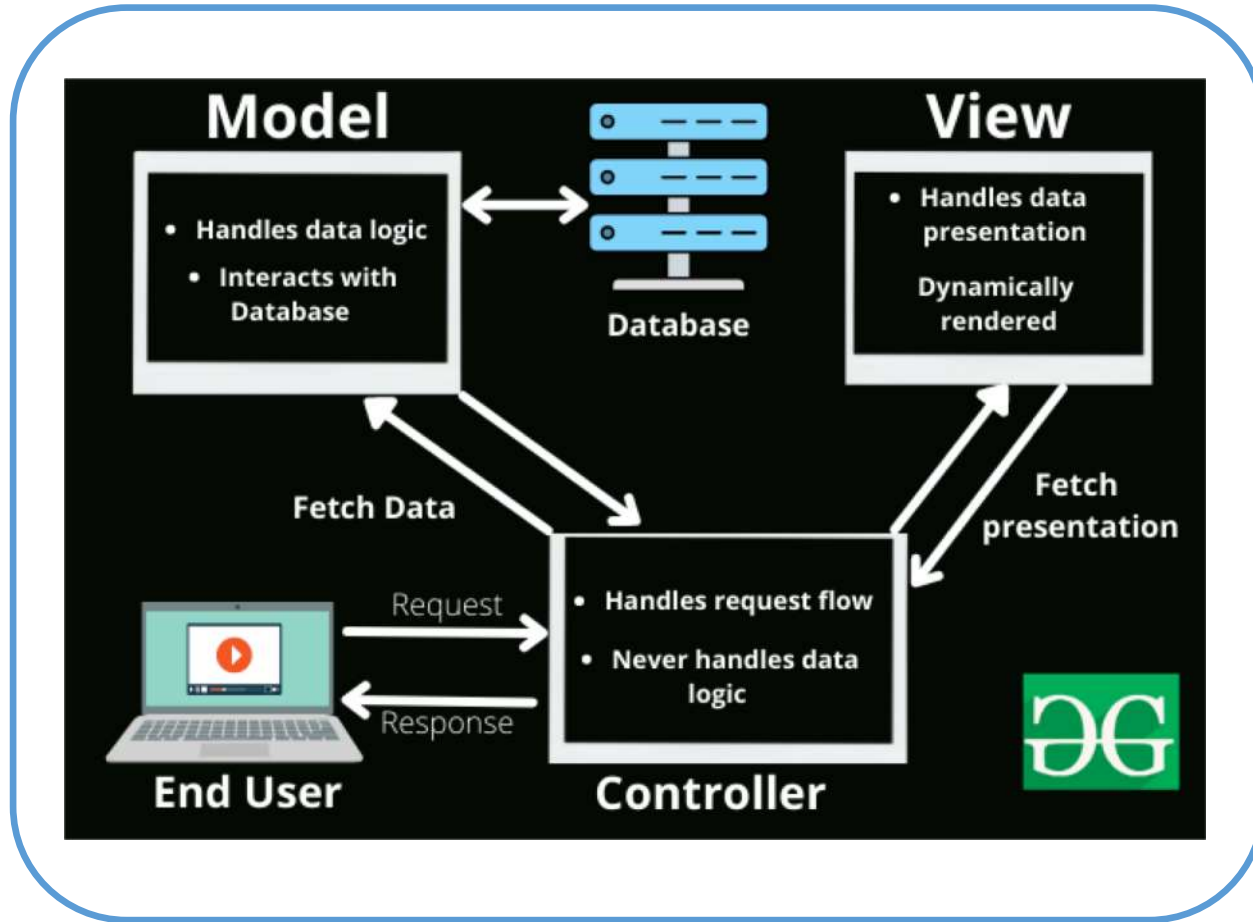 Model
View
• Handles data logic
• Interacts with
Database
Database
• Handles data
presentation
Dynamically
rendered
Fetch Data
Fetch
presentation
Request
Response
• Handles request flow
• Never handles data
logic
End User
Controller
GG